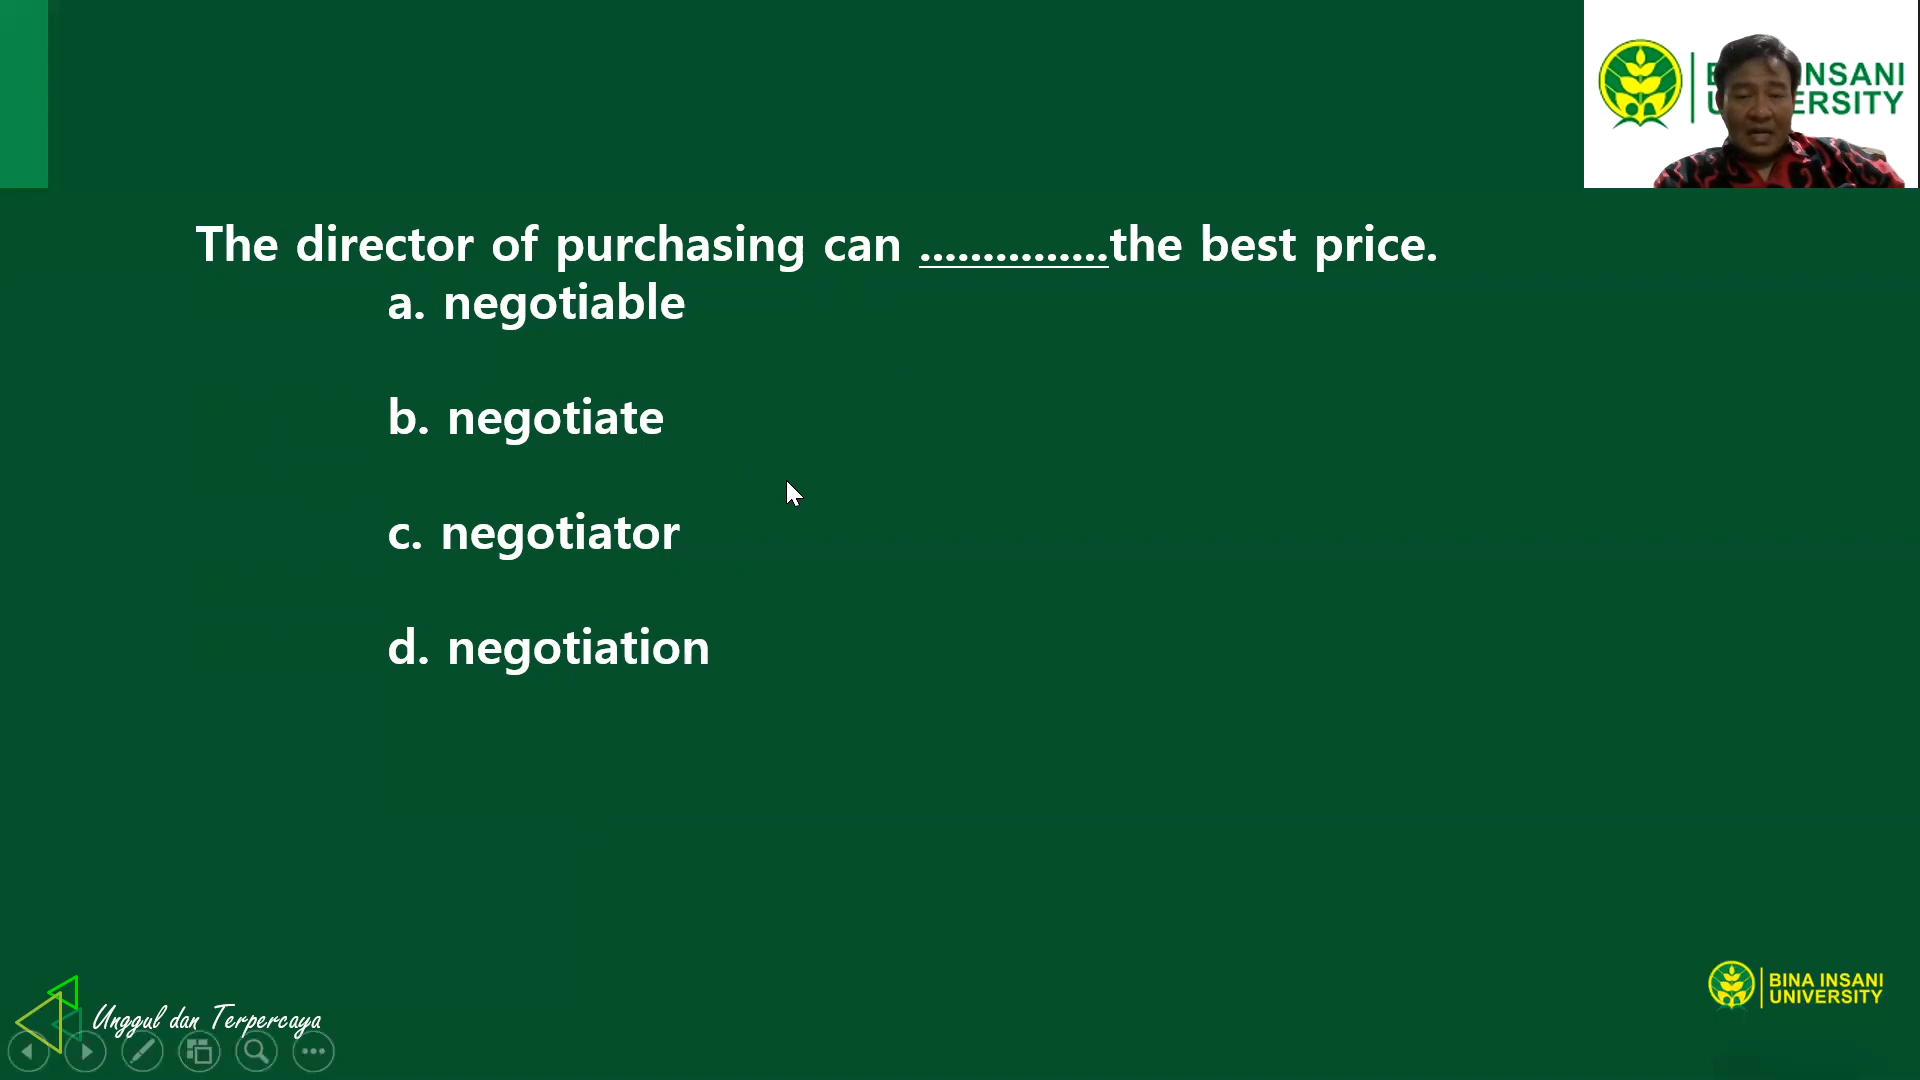 The director of purchasing can ...............the best price.
a. negotiable
b. negotiate
c. negotiator
d. negotiation
INSANI
ERSITY
Unggul dan Terpercaya
BINA INSANI
UNIVERSITY